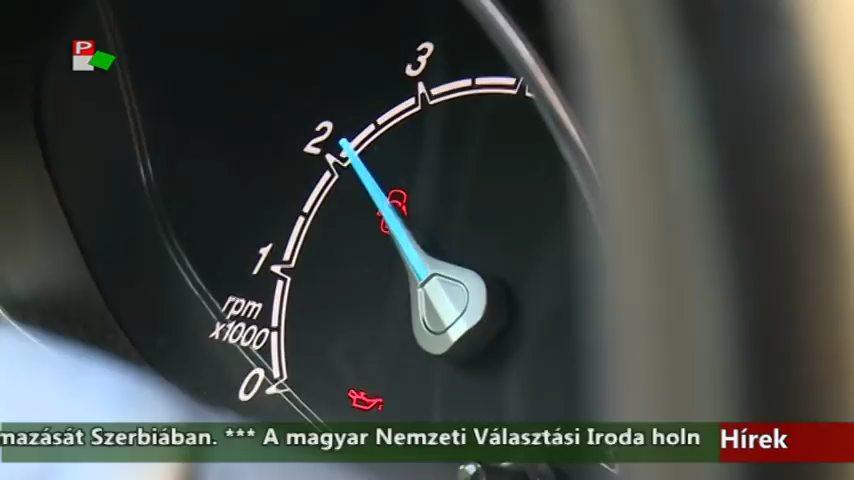 P
3
2
1
rpm
x1000
0
mazását Szerbiában. *** A magyar Nemzeti Választási Iroda holn
Hírek